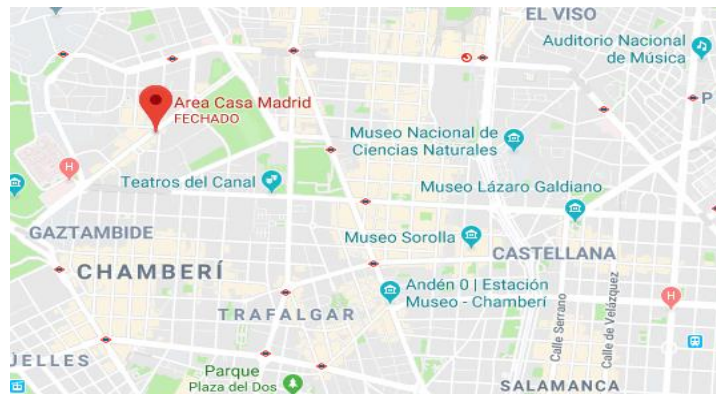 EL VISO
Auditorio Nacional
de Música
P
Area Casa Madrid
FECHADO
Museo Nacional de
Ciencias Naturales
H
Teatros del Canal
Museo Lázaro Galdiano
GAZTAMBIDE
Museo Sorolla
CASTELLANA
CHAMBERÍ
Andén 0 | Estación
Museo - Chamberí
H
TRAFALGAR
Calle Serrano
Calle de Velázquez
ÜELLES
Parque
Plaza del Dos
SALAMANCA